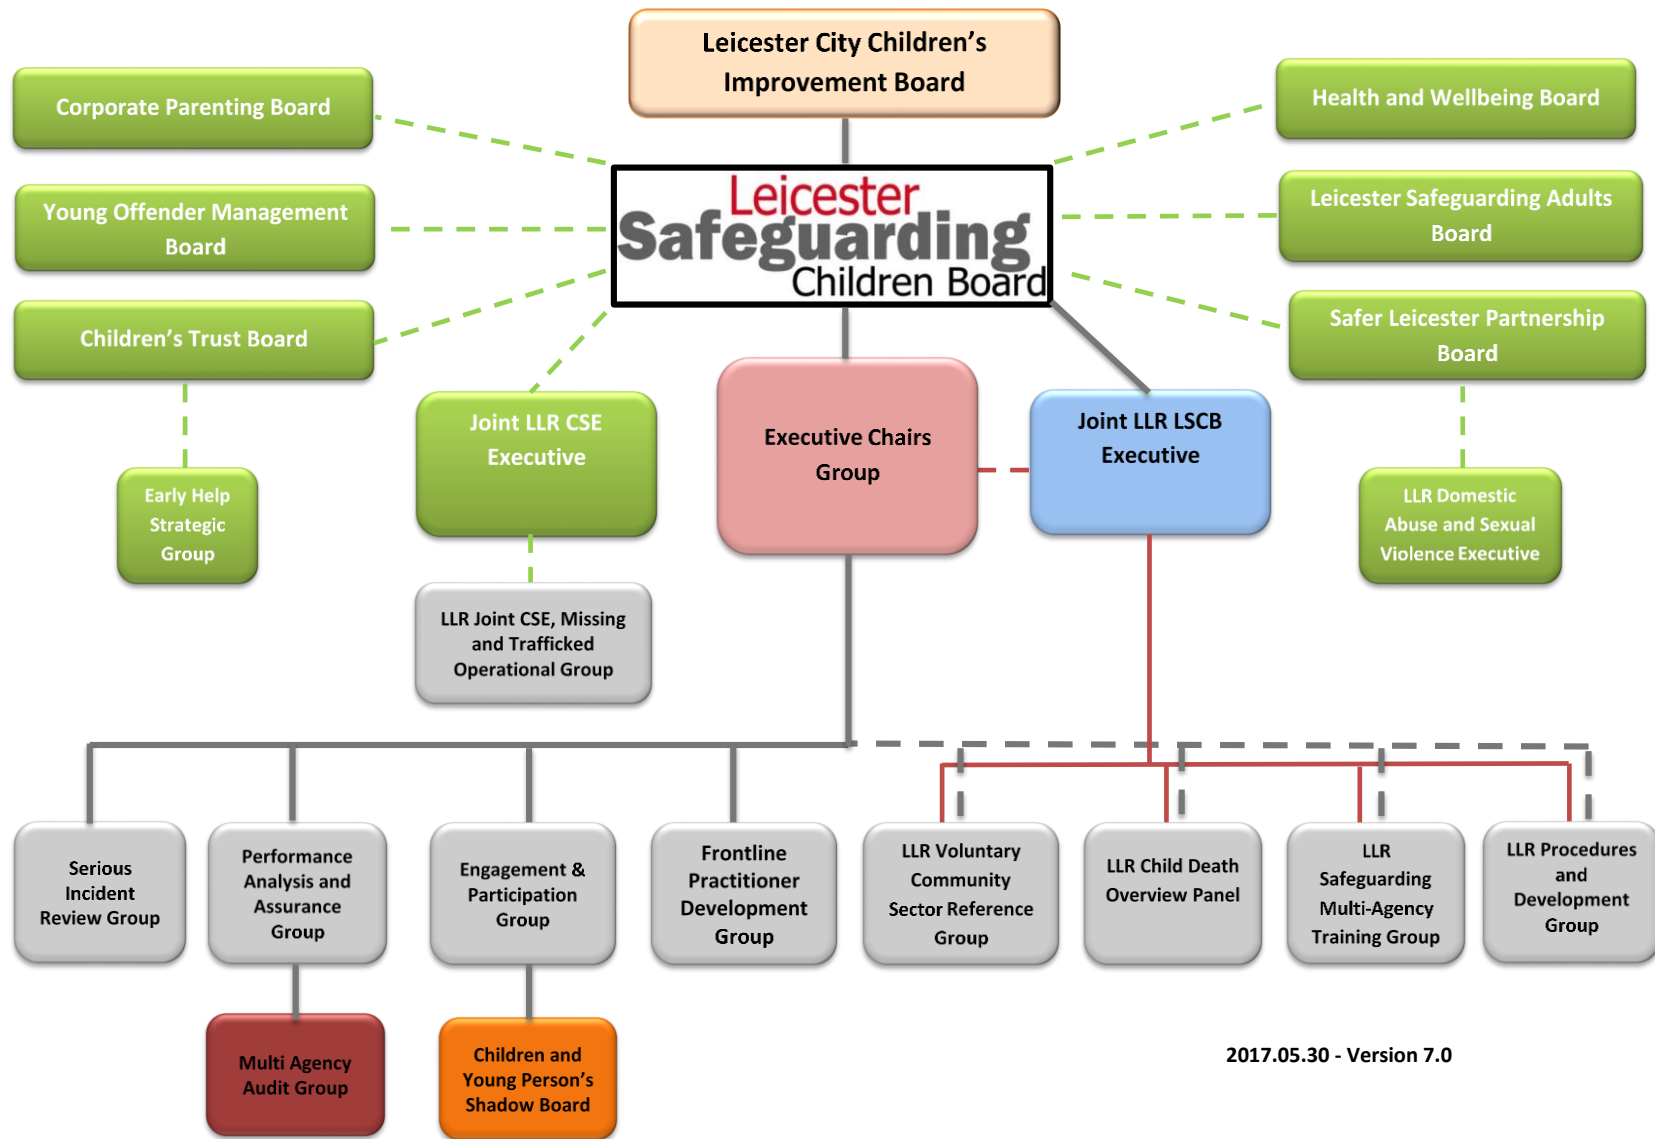 Leicester City Children’s
Improvement Board
Corporate Parenting Board
Health and Wellbeing Board
Young Offender Management
Board
Leicester
Safeguarding
Children Board
Leicester Safeguarding Adults
Board
Children’s Trust Board
Safer Leicester Partnership
Board
Joint LLR CSE
Executive
Executive Chairs
Group
Joint LLR LSCB
Executive
Early Help
Strategic
Group
LLR Domestic
Abuse and Sexual
Violence Executive
LLR Joint CSE, Missing
and Trafficked
Operational Group
Serious
Incident
Review Group
Performance
Analysis and
Assurance
Group
Engagement &
Participation
Group
Frontline
Practitioner
Development
Group
LLR Voluntary
Community
Sector Reference
Group
LLR Child Death
Overview Panel
LLR
Safeguarding
Multi-Agency
Training Group
LLR Procedures
and
Development
Group
Multi Agency
Audit Group
Children and
Young Person’s
Shadow Board
2017.05.30 - Version 7.0